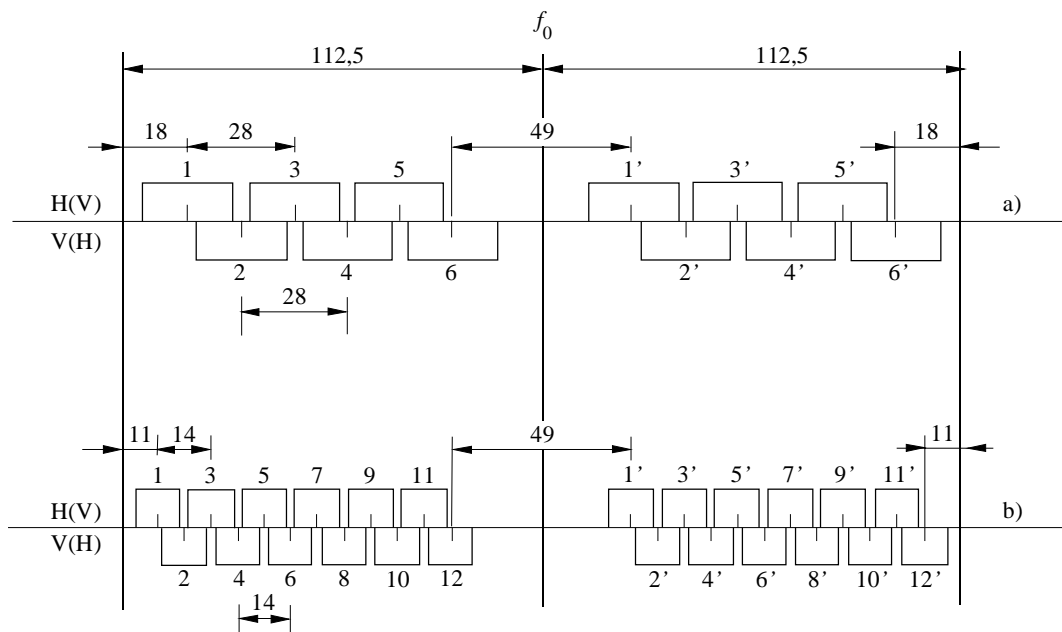 f0
112,5 112,5
18 28 49 18
1 3 5 1’ 3’ 5’
H(V) a)
V(H)
2 4 6 2’ 4’ 6’
28
11 14 49 11
1 3 5 7 9 11 1’ 3’ 5’ 7’ 9’ 11’
H(V) b)
V(H)
2 4 6 8 10 12 2’ 4’ 6’ 8’ 10’ 12’
14